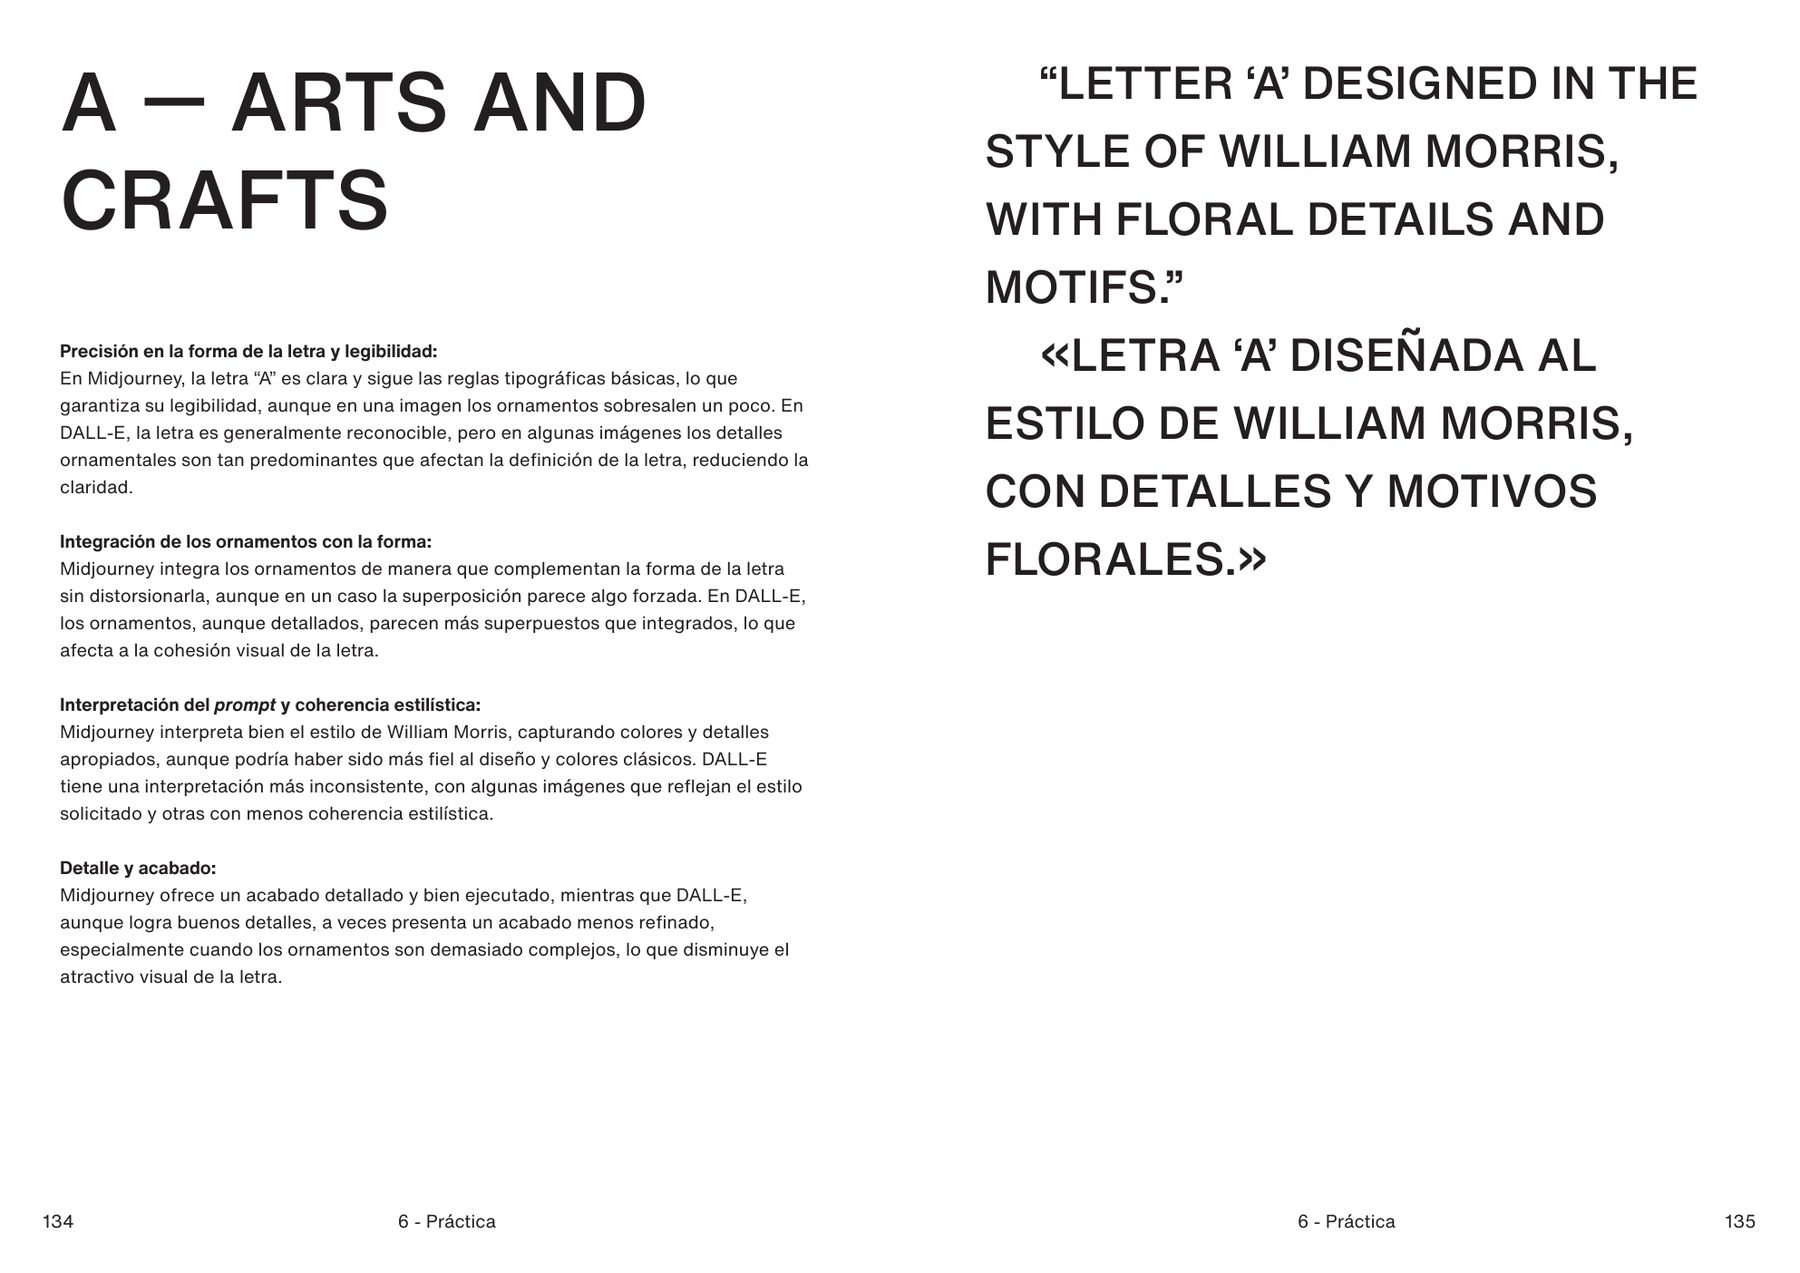 A — ARTS AND
CRAFTS
Precisión en la forma de la letra y legibilidad:
En Midjourney, la letra “A” es clara y sigue las reglas tipográficas básicas, lo que
garantiza su legibilidad, aunque en una imagen los ornamentos sobresalen un poco. En
DALL-E, la letra es generalmente reconocible, pero en algunas imágenes los detalles
ornamentales son tan predominantes que afectan la definición de la letra, reduciendo la
claridad.
Integración de los ornamentos con la forma:
Midjourney integra los ornamentos de manera que complementan la forma de la letra
sin distorsionarla, aunque en un caso la superposición parece algo forzada. En DALL-E,
los ornamentos, aunque detallados, parecen más superpuestos que integrados, lo que
afecta a la cohesión visual de la letra.
Interpretación del prompt y coherencia estilística:
Midjourney interpreta bien el estilo de William Morris, capturando colores y detalles
apropiados, aunque podría haber sido más fiel al diseño y colores clásicos. DALL-E
tiene una interpretación más inconsistente, con algunas imágenes que reflejan el estilo
solicitado y otras con menos coherencia estilística.
Detalle y acabado:
Midjourney ofrece un acabado detallado y bien ejecutado, mientras que DALL-E,
aunque logra buenos detalles, a veces presenta un acabado menos refinado,
especialmente cuando los ornamentos son demasiado complejos, lo que disminuye el
atractivo visual de la letra.
134
6 - Práctica
“LETTER ‘A’ DESIGNED IN THE
STYLE OF WILLIAM MORRIS,
WITH FLORAL DETAILS AND
MOTIFS.”
«LETRA ‘A’ DISEÑADA AL
ESTILO DE WILLIAM MORRIS,
CON DETALLES Y MOTIVOS
FLORALES.»
6 - Práctica
135